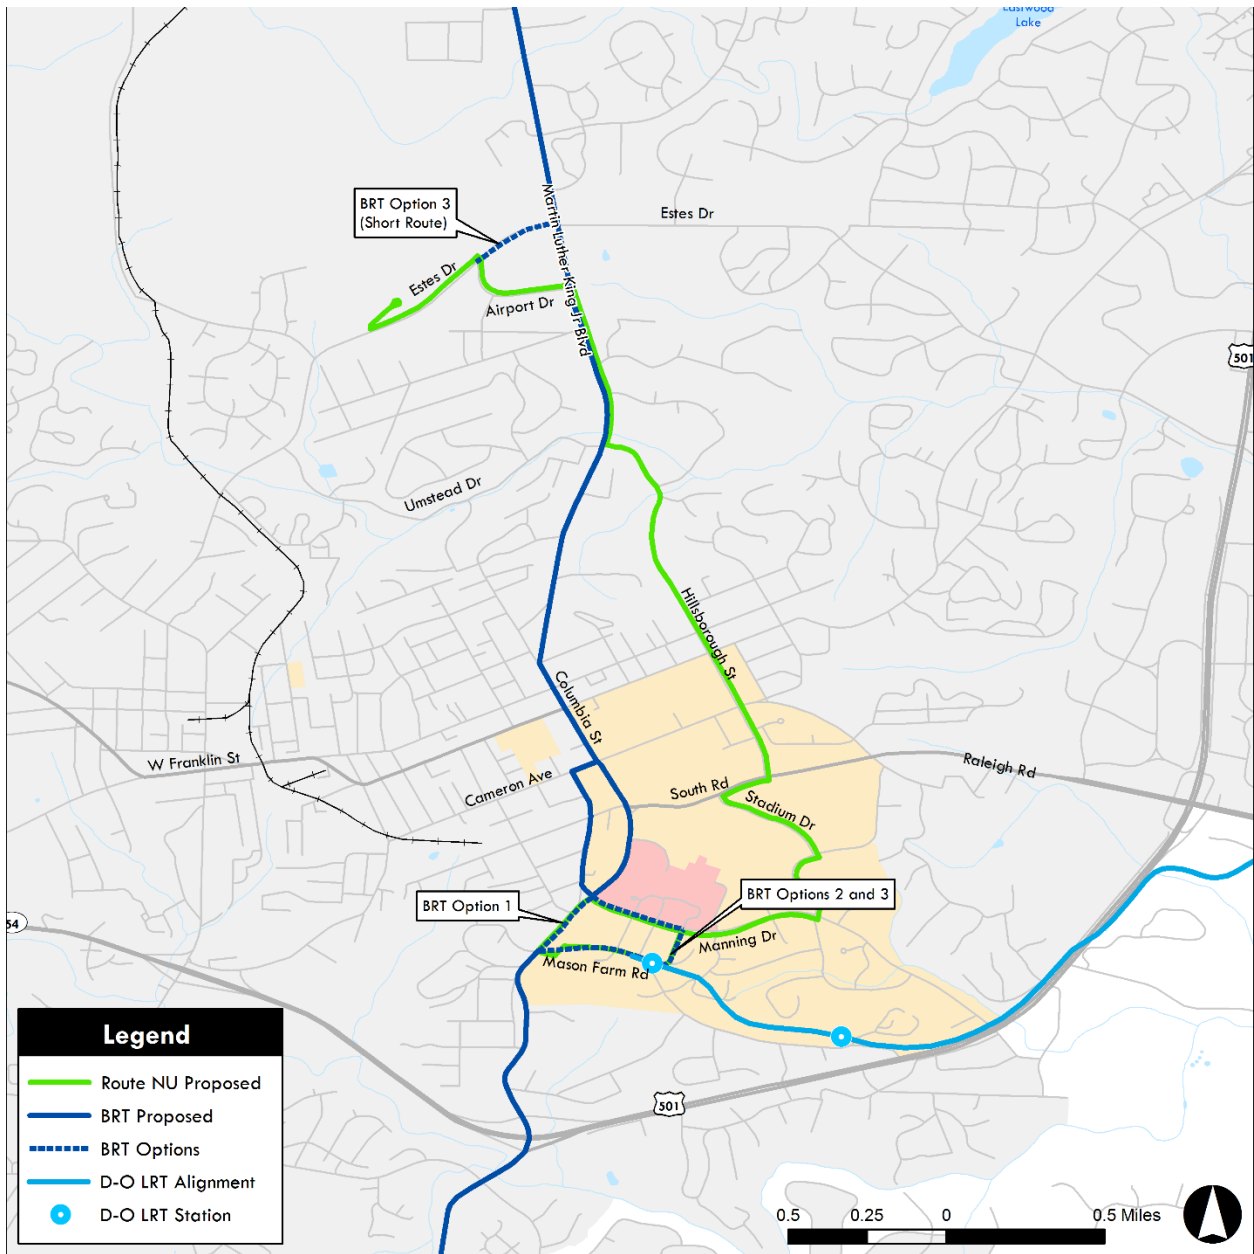 Eastwood
Lake
BRT Option 3
(Short Route)
Martin Luther King Jr Blvd
Estes Dr
Estes Dr
Airport Dr
501
Umstead Dr
Hillsborough St
Columbia St
W Franklin St
Cameron Ave
South Rd
Raleigh Rd
Stadium Dr
BRT Option 1
BRT Options 2 and 3
54
Manning Dr
Mason Farm Rd
Legend
Route NU Proposed
BRT Proposed
BRT Options
D-O LRT Alignment
D-O LRT Station
501
0.5 0.25 0 0.5 Miles